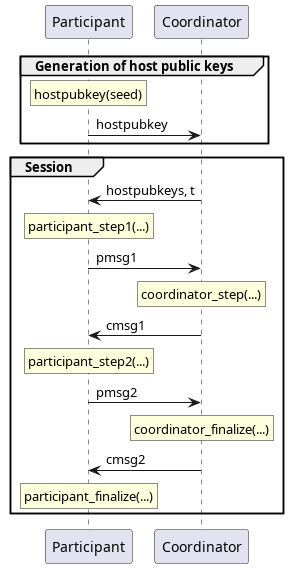 Participant
Coordinator
Generation of host public keys
hostpubkey(seed)
hostpubkey
Session
hostpubkeys, t
participant_step1(...)
pmsg1
coordinator_step(...)
cmsg1
participant_step2(...)
pmsg2
coordinator_finalize(...)
cmsg2
participant_finalize(...)
Participant
Coordinator